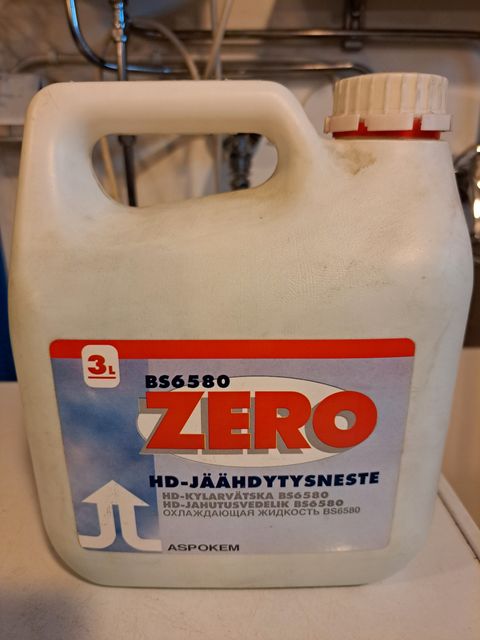 3L
BS6580
ZERO
HD-JÄÄHDYTYSNESTE
HD-KYLARVÄTSKA BS6580
HD-JAHUTUSVEDELIK BS6580
ОХЛАЖДАЮЩАЯ ЖИДКОСТЬ BS6580
ASPOKEM